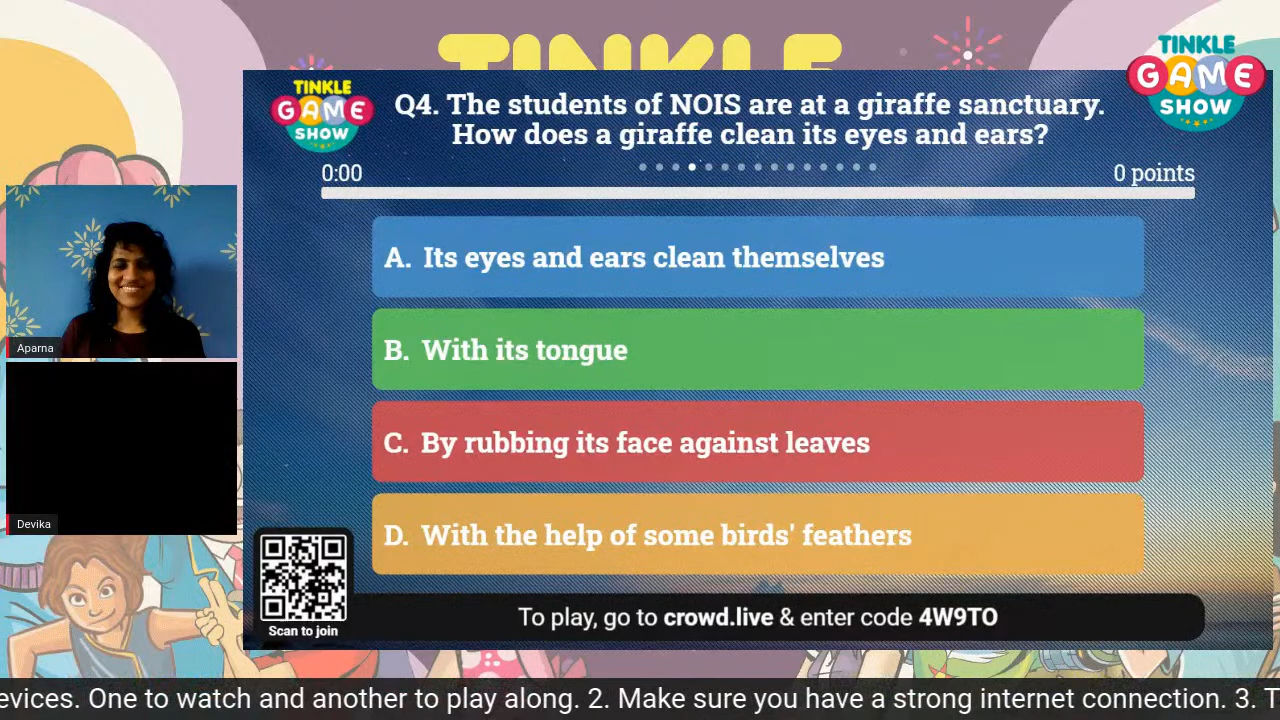 TINKLE
TINKLE
GAME
SHOW
TINKLE
GAME
SHOW
Q4. The students of NOIS are at a giraffe sanctuary.
How does a giraffe clean its eyes and ears?
0:00
0 points
A. Its eyes and ears clean themselves
B. With its tongue
C. By rubbing its face against leaves
D. With the help of some birds' feathers
Aparna
Devika
Scan to join
To play, go to crowd.live & enter code 4W9TO
evices. One to watch and another to play along. 2. Make sure you have a strong internet connection. 3. T